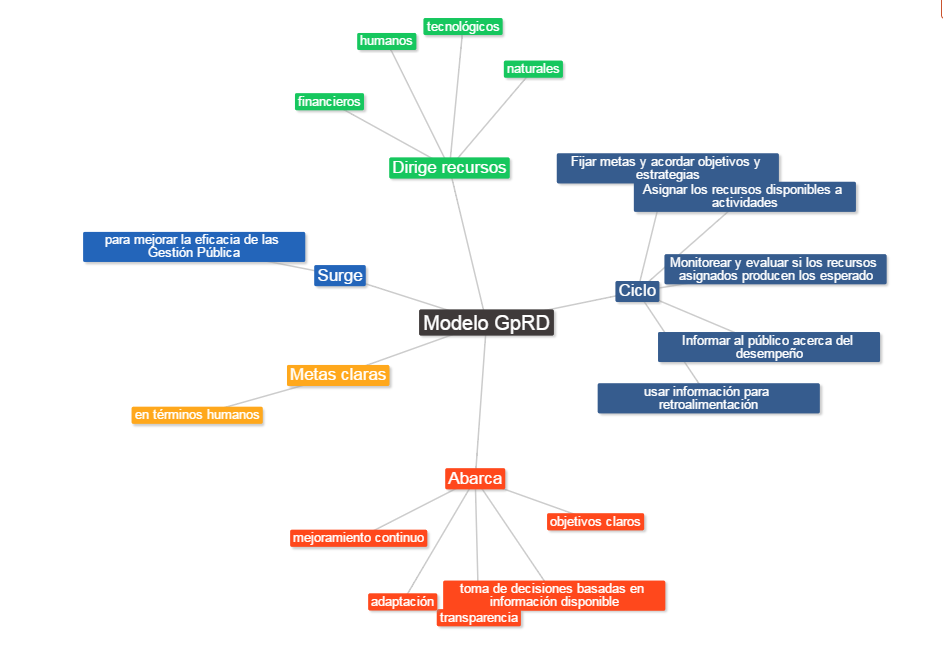 tecnológicos
humanos
naturales
financieros
Dirige recursos
Fijar metas y acordar objetivos y
estrategias
Asignar los recursos disponibles a
actividades
para mejorar la eficacia de las
Gestión Pública
Surge
Monitorear y evaluar si los recursos
asignados producen los esperado
Ciclo
Modelo GpRD
Informar al público acerca del
desempeño
Metas claras
usar información para
retroalimentación
en términos humanos
Abarca
objetivos claros
mejoramiento continuo
toma de decisiones basadas en
información disponible
adaptación
transparencia